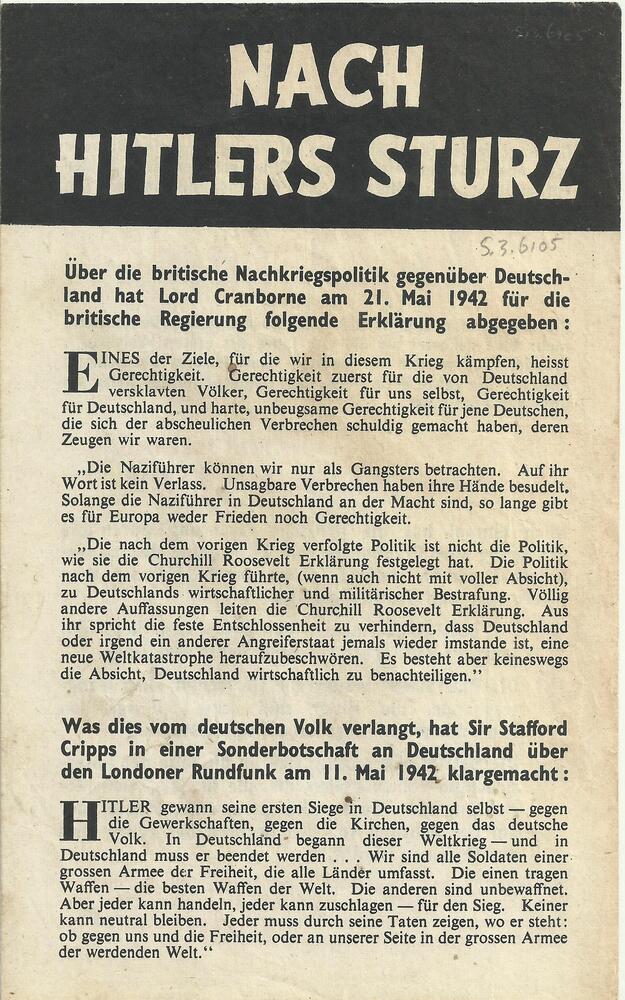 NACH
HITLERS STURZ
S.3.6105
Über die britische Nachkriegspolitik gegenüber Deutsch-
land hat Lord Cranborne am 21. Mai 1942 für die
britische Regierung folgende Erklärung abgegeben :
EINES der Ziele, für die wir in diesem Krieg kämpfen, heisst
Gerechtigkeit. Gerechtigkeit zuerst für die von Deutschland
versklavten Völker, Gerechtigkeit für uns selbst, Gerechtigkeit
für Deutschland, und harte, unbeugsame Gerechtigkeit für jene Deutschen,
die sich der abscheulichen Verbrechen schuldig gemacht haben, deren
Zeugen wir waren.
„Die Naziführer können wir nur als Gangsters betrachten. Auf ihr
Wort ist kein Verlass. Unsagbare Verbrechen haben ihre Hände besudelt.
Solange die Naziführer in Deutschland an der Macht sind, so lange gibt
es für Europa weder Frieden noch Gerechtigkeit.
„Die nach dem vorigen Krieg verfolgte Politik ist nicht die Politik,
wie sie die Churchill Roosevelt Erklärung festgelegt hat. Die Politik
nach dem vorigen Krieg führte, (wenn auch nicht mit voller Absicht),
zu Deutschlands wirtschaftlicher und militärischer Bestrafung. Völlig
andere Auffassungen leiten die Churchill Roosevelt Erklärung. Aus
ihr spricht die feste Entschlossenheit zu verhindern, dass Deutschland
oder irgend ein anderer Angreiferstaat jemals wieder imstande ist, eine
neue Weltkatastrophe heraufzubeschwören. Es besteht aber keineswegs
die Absicht, Deutschland wirtschaftlich zu benachteiligen.”
Was dies vom deutschen Volk verlangt, hat Sir Stafford
Cripps in einer Sonderbotschaft an Deutschland über
den Londoner Rundfunk am 11. Mai 1942 klargemacht :
HITLER gewann seine ersten Siege in Deutschland selbst — gegen
die Gewerkschaften, gegen die Kirchen, gegen das deutsche
Volk. In Deutschland begann dieser Weltkrieg — und in
Deutschland muss er beendet werden . . . Wir sind alle Soldaten einer
grossen Armee der Freiheit, die alle Länder umfasst. Die einen tragen
Waffen — die besten Waffen der Welt. Die anderen sind unbewaffnet.
Aber jeder kann handeln, jeder kann zuschlagen — für den Sieg. Keiner
kann neutral bleiben. Jeder muss durch seine Taten zeigen, wo er steht:
ob gegen uns und die Freiheit, oder an unserer Seite in der grossen Armee
der werdenden Welt.“